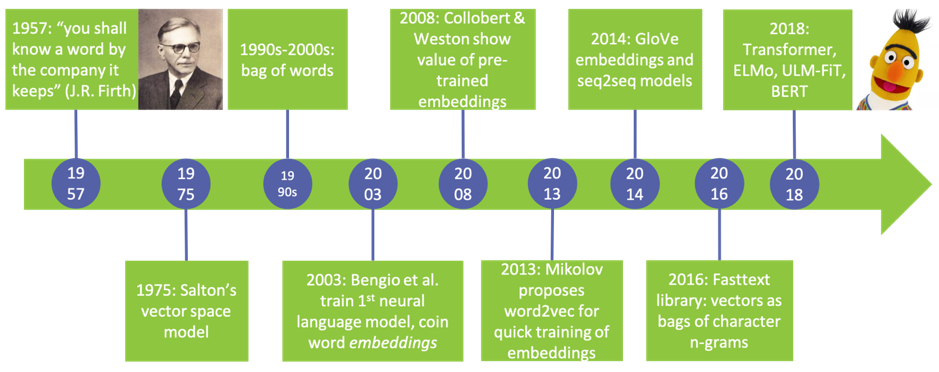 1957: “you shall
know a word by
the company it
keeps” (J.R. Firth)
1990s-2000s:
bag of words
2008: Collobert &
Weston show
value of pre-
trained
embeddings
2014: GloVe
embeddings and
seq2seq models
2018:
Transformer,
ELMo, ULM-FiT,
BERT
19
57
19
75
19
90s
20
03
20
08
20
13
20
14
20
16
20
18
1975: Salton’s
vector space
model
2003: Bengio et al.
train 1st neural
language model, coin
word embeddings
2013: Mikolov
proposes
word2vec for
quick training of
embeddings
2016: Fasttext
library: vectors as
bags of character
n-grams